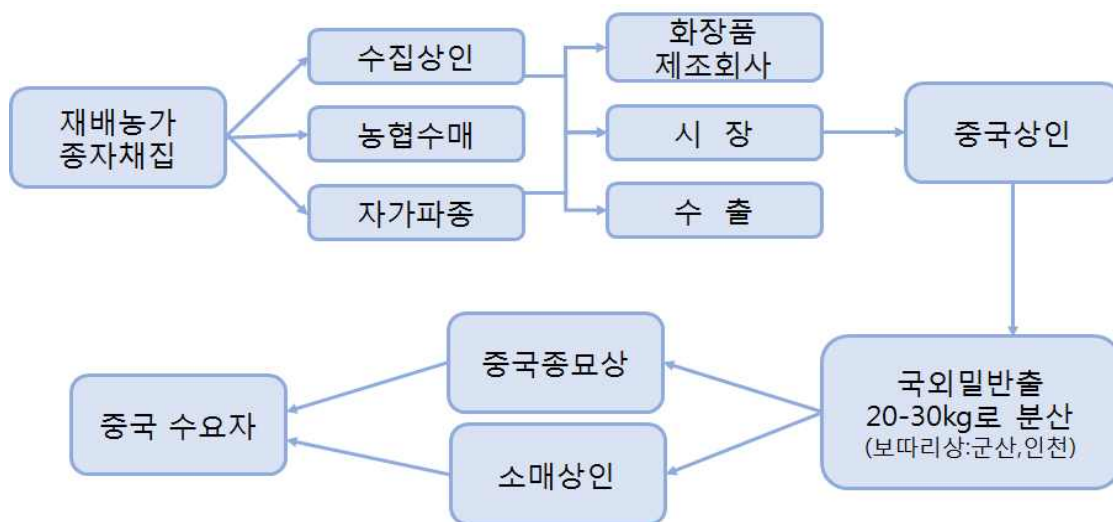 재배농가
종자채집
수집상인
농협수매
자가파종
화장품
제조회사
시 장
수 출
중국상인
국외밀반출
20-30kg로 분산
(보따리상:군산,인천)
중국종묘상
소매상인
중국 수요자